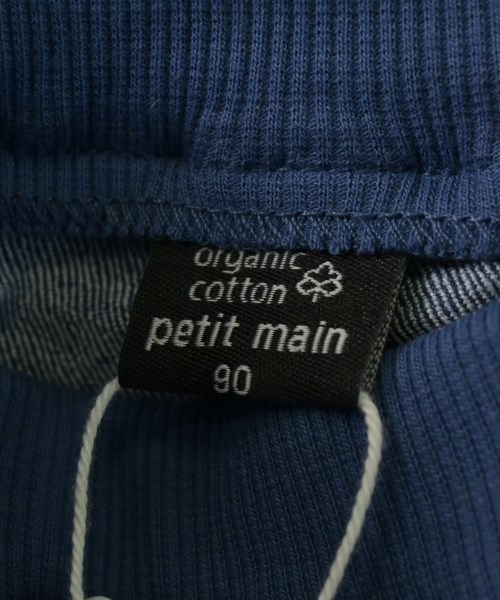 organic
cotton
petit main
90